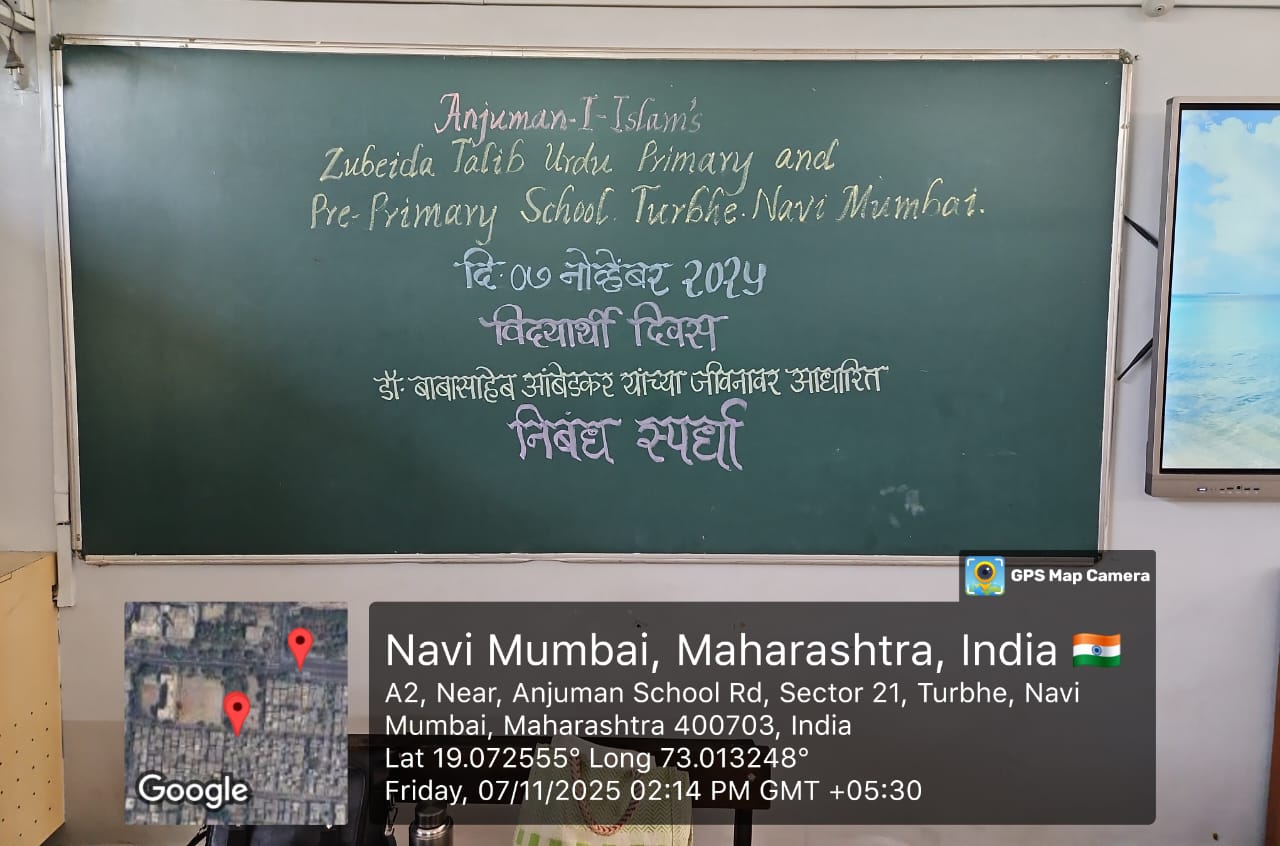 Anjuman-I-Islam's
Zubeida Talib Urdu Primary and
Pre-Primary School. Turbhe. Navi Mumbai.
दि. ०७ नोव्हेंबर २०२५
विद्यार्थी दिवस
डॉ. बाबासाहेब आंबेडकर यांच्या जीवनावर आधारित
निबंध स्पर्धा
GPS Map Camera
Navi Mumbai, Maharashtra, India
A2, Near, Anjuman School Rd, Sector 21, Turbhe, Navi
Mumbai, Maharashtra 400703, India
Lat 19.072555° Long 73.013248°
Friday, 07/11/2025 02:14 PM GMT +05:30
Google